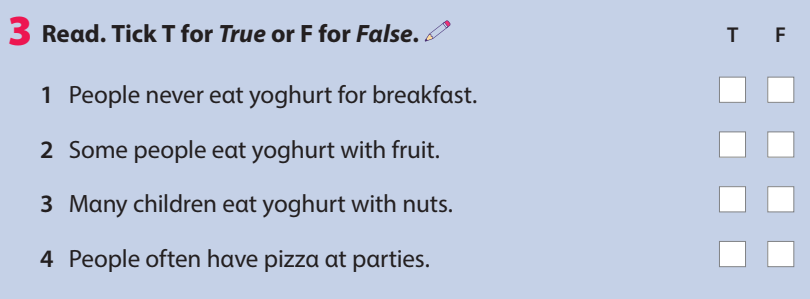 3 Read. Tick T for True or F for False. T F
1 People never eat yoghurt for breakfast.
2 Some people eat yoghurt with fruit.
3 Many children eat yoghurt with nuts.
4 People often have pizza at parties.